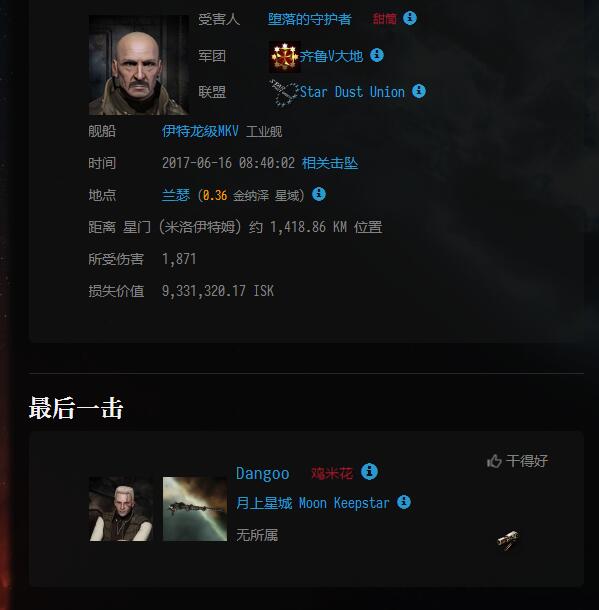 受害人 堕落的守护者 甜筒
军团 齐鲁V大地
联盟 Star Dust Union
舰船 伊特龙级MKV 工业舰
时间 2017-06-16 08:40:02 相关击坠
地点 兰瑟 (0.36 金纳泽 星域)
距离 星门 (米洛伊特姆) 约 1,418.86 KM 位置
所受伤害 1,871
损失价值 9,331,320.17 ISK
最后一击
干得好
Dangoo 鸡米花
月上星城 Moon Keepstar
无所属